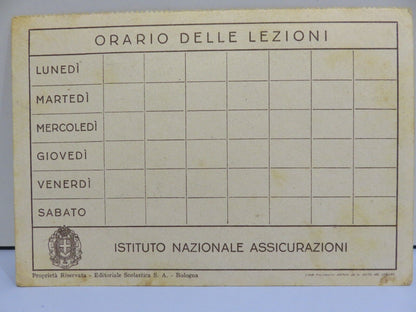 ORARIO DELLE LEZIONI
LUNEDÌ
MARTEDÌ
MERCOLEDÌ
GIOVEDÌ
VENERDÌ
SABATO
ISTITUTO NAZIONALE ASSICURAZIONI
Proprietà Riservata - Editoriale Scolastica S. A. - Bologna